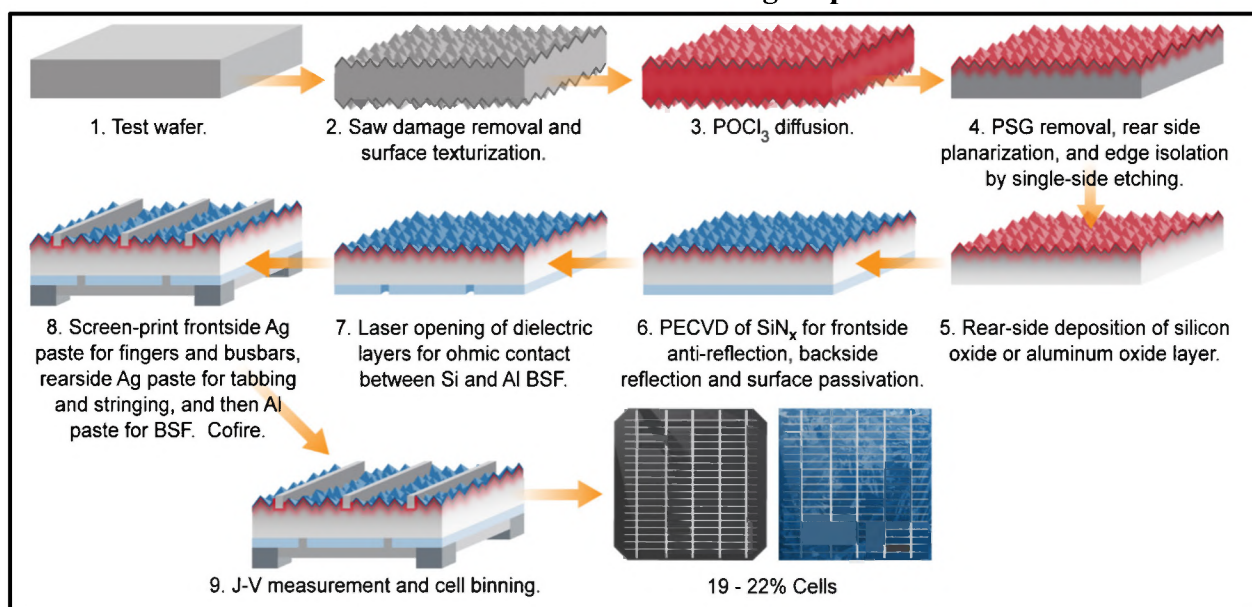 1. Test wafer.
2. Saw damage removal and
surface texturization.
3. POCl₃ diffusion.
4. PSG removal, rear side
planarization, and edge isolation
by single-side etching.
5. Rear-side deposition of silicon
oxide or aluminum oxide layer.
6. PECVD of SiNₓ for frontside
anti-reflection, backside
reflection and surface passivation.
7. Laser opening of dielectric
layers for ohmic contact
between Si and Al BSF.
8. Screen-print frontside Ag
paste for fingers and busbars,
rearside Ag paste for tabbing
and stringing, and then Al
paste for BSF. Cofire.
9. J-V measurement and cell binning.
19 - 22% Cells